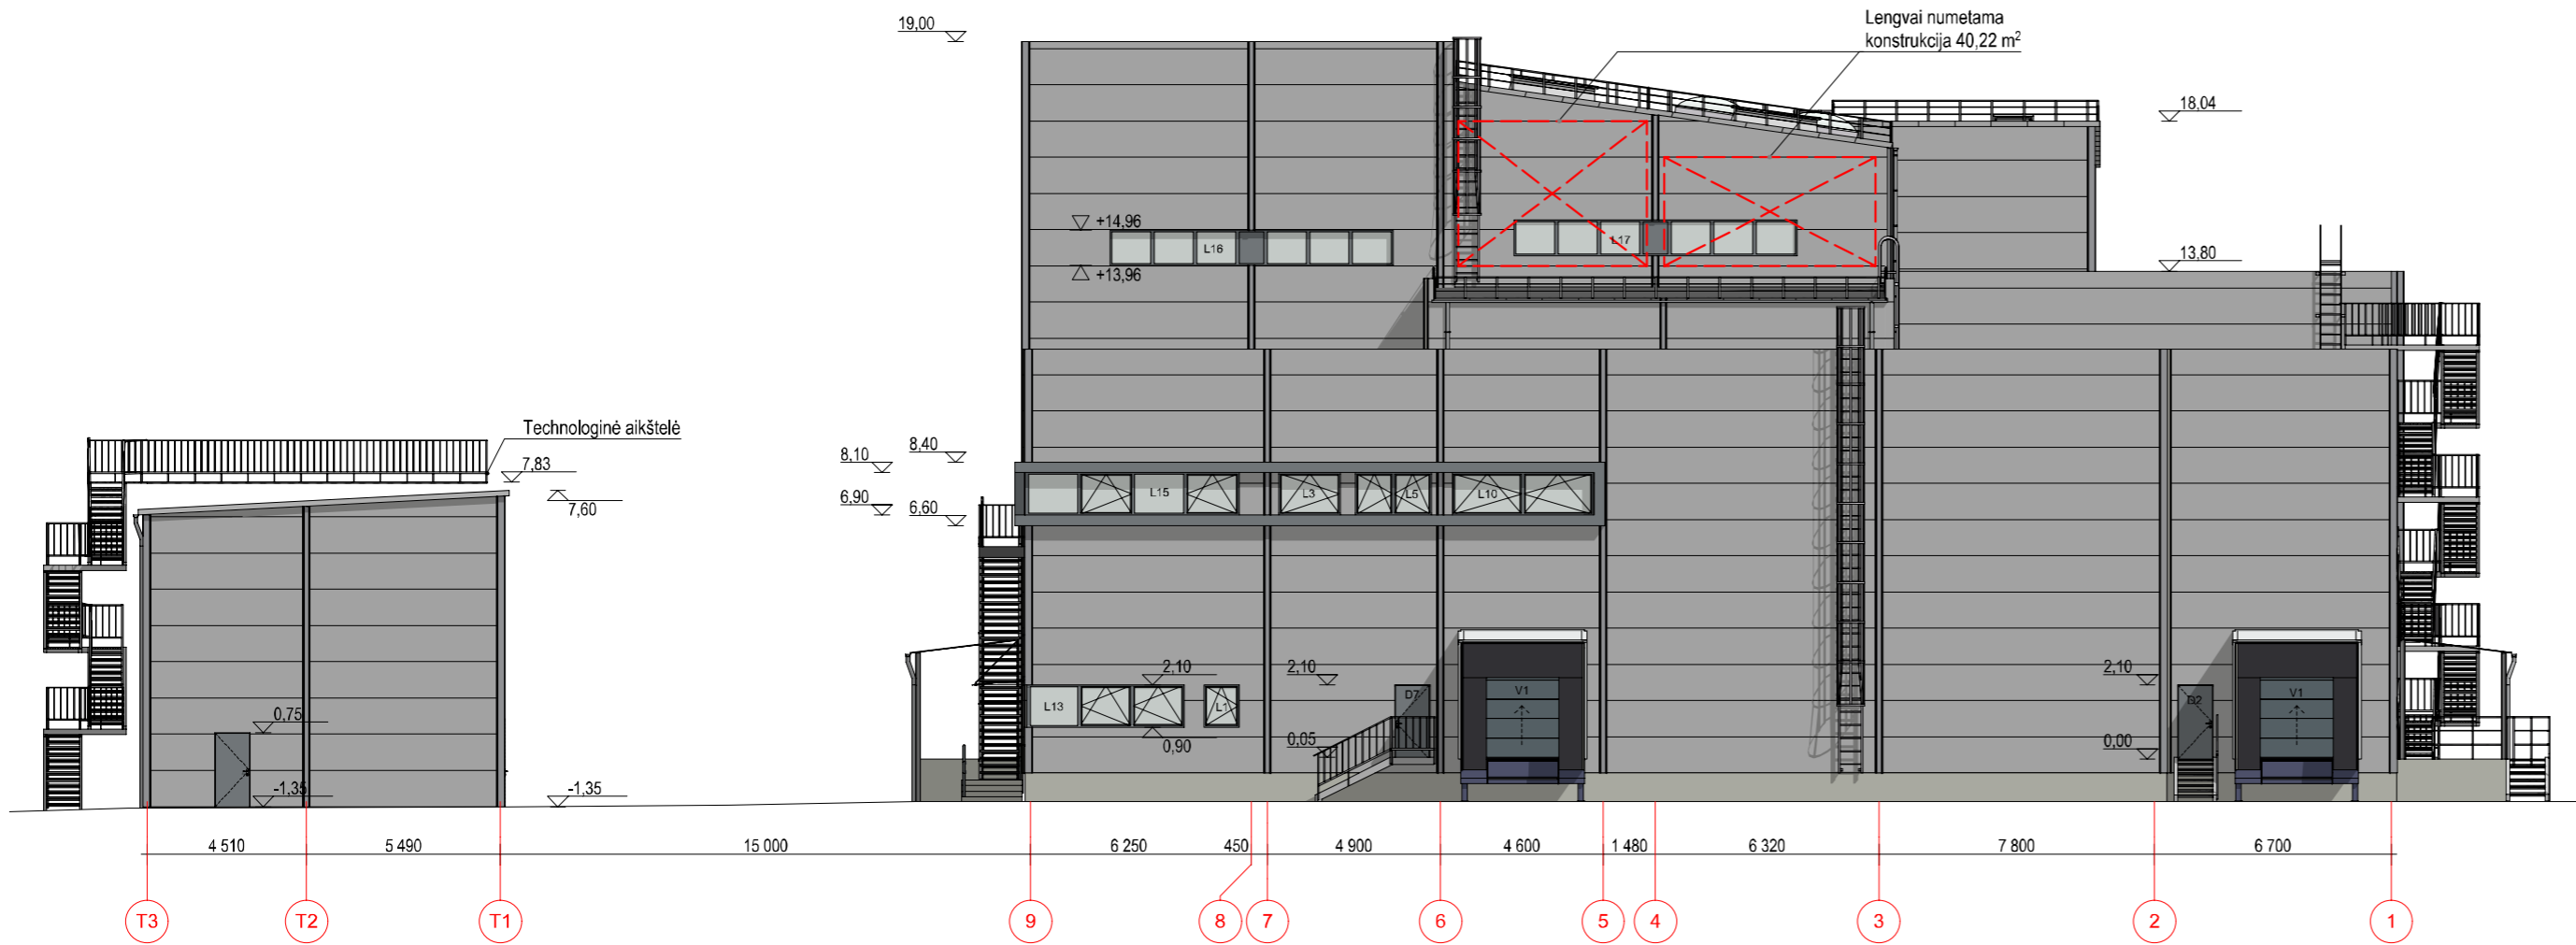 19,00
Lengvai numetama
konstrukcija 40,22 m²
18,04
+14,96
L16
L17
+13,96
13,80
Technologinė aikštelė
7,83
7,60
8,10
8,40
6,90
6,60
L15
L3
L5
L10
0,75
-1,35
-1,35
L13
L1
2,10
0,90
2,10
D7
0,05
V1
2,10
D2
0,00
V1
4 510
5 490
15 000
6 250
450
4 900
4 600
1 480
6 320
7 800
6 700
T3
T2
T1
9
8
7
6
5
4
3
2
1